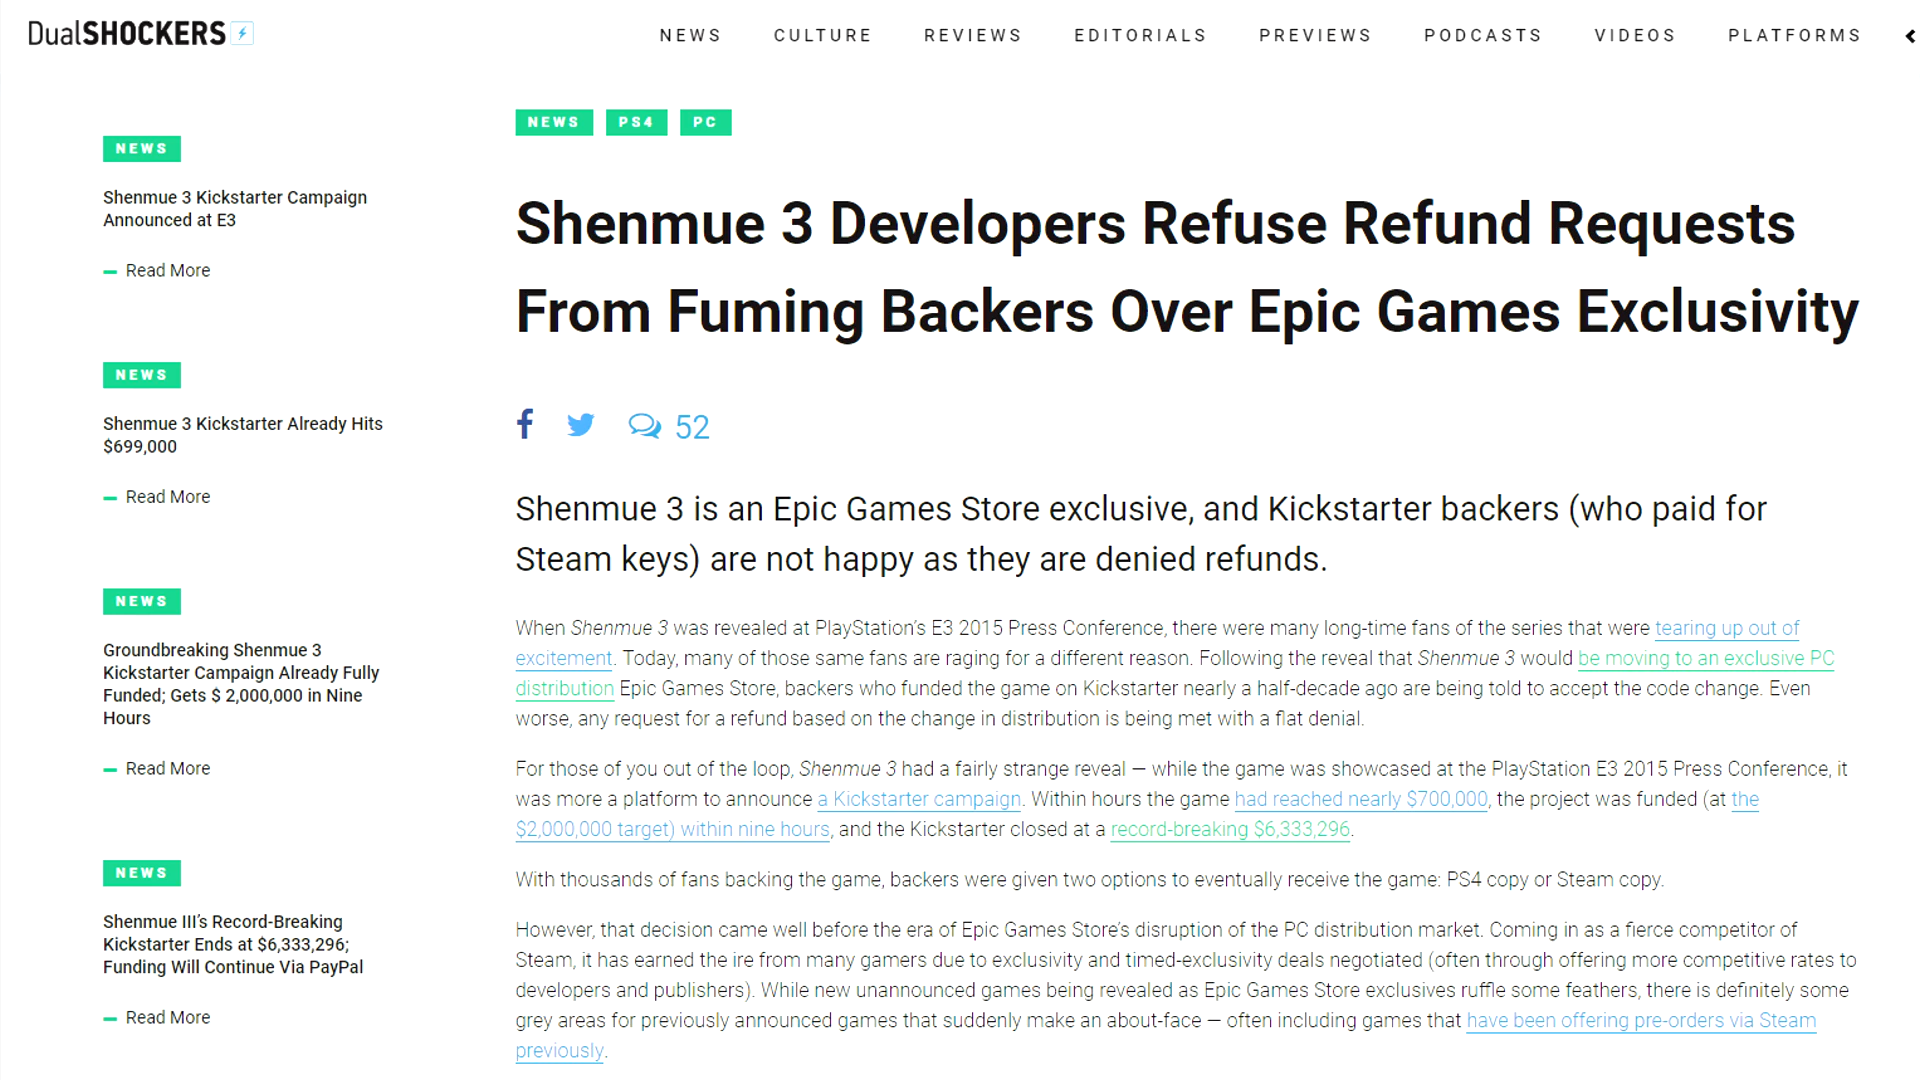 DualSHOCKERS
NEWS CULTURE REVIEWS EDITORIALS PREVIEWS PODCASTS VIDEOS PLATFORMS
NEWS
Shenmue 3 Kickstarter Campaign
Announced at E3
Read More
NEWS
Shenmue 3 Kickstarter Already Hits
$699,000
Read More
NEWS
Groundbreaking Shenmue 3
Kickstarter Campaign Already Fully
Funded; Gets $ 2,000,000 in Nine
Hours
Read More
NEWS
Shenmue III's Record-Breaking
Kickstarter Ends at $6,333,296;
Funding Will Continue Via PayPal
Read More
NEWS PS4 PC
Shenmue 3 Developers Refuse Refund Requests
From Fuming Backers Over Epic Games Exclusivity
52
Shenmue 3 is an Epic Games Store exclusive, and Kickstarter backers (who paid for
Steam keys) are not happy as they are denied refunds.
When Shenmue 3 was revealed at PlayStation's E3 2015 Press Conference, there were many long-time fans of the series that were tearing up out of
excitement. Today, many of those same fans are raging for a different reason. Following the reveal that Shenmue 3 would be moving to an exclusive PC
distribution Epic Games Store, backers who funded the game on Kickstarter nearly a half-decade ago are being told to accept the code change. Even
worse, any request for a refund based on the change in distribution is being met with a flat denial.
For those of you out of the loop, Shenmue 3 had a fairly strange reveal — while the game was showcased at the PlayStation E3 2015 Press Conference, it
was more a platform to announce a Kickstarter campaign. Within hours the game had reached nearly $700,000, the project was funded (at the
$2,000,000 target) within nine hours, and the Kickstarter closed at a record-breaking $6,333,296.
With thousands of fans backing the game, backers were given two options to eventually receive the game: PS4 copy or Steam copy.
However, that decision came well before the era of Epic Games Store's disruption of the PC distribution market. Coming in as a fierce competitor of
Steam, it has earned the ire from many gamers due to exclusivity and timed-exclusivity deals negotiated (often through offering more competitive rates to
developers and publishers). While new unannounced games being revealed as Epic Games Store exclusives ruffle some feathers, there is definitely some
grey areas for previously announced games that suddenly make an about-face — often including games that have been offering pre-orders via Steam
previously.